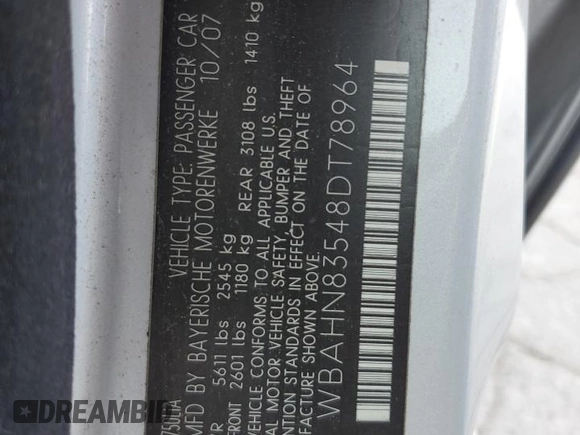 VEHICLE TYPE: PASSENGER CAR
MFD BY BAYERISCHE MOTORENWERKE 10/07
5611 lbs 2545 kg
FRONT 2601 lbs 1180 kg REAR 3108 lbs 1410 kg
VEHICLE CONFORMS TO ALL APPLICABLE U.S.
MOTOR VEHICLE SAFETY, BUMPER AND THEFT
STANDARDS IN EFFECT ON THE DATE OF
SHOWN ABOVE.
WBAHN83548DT78964
DREAMBID